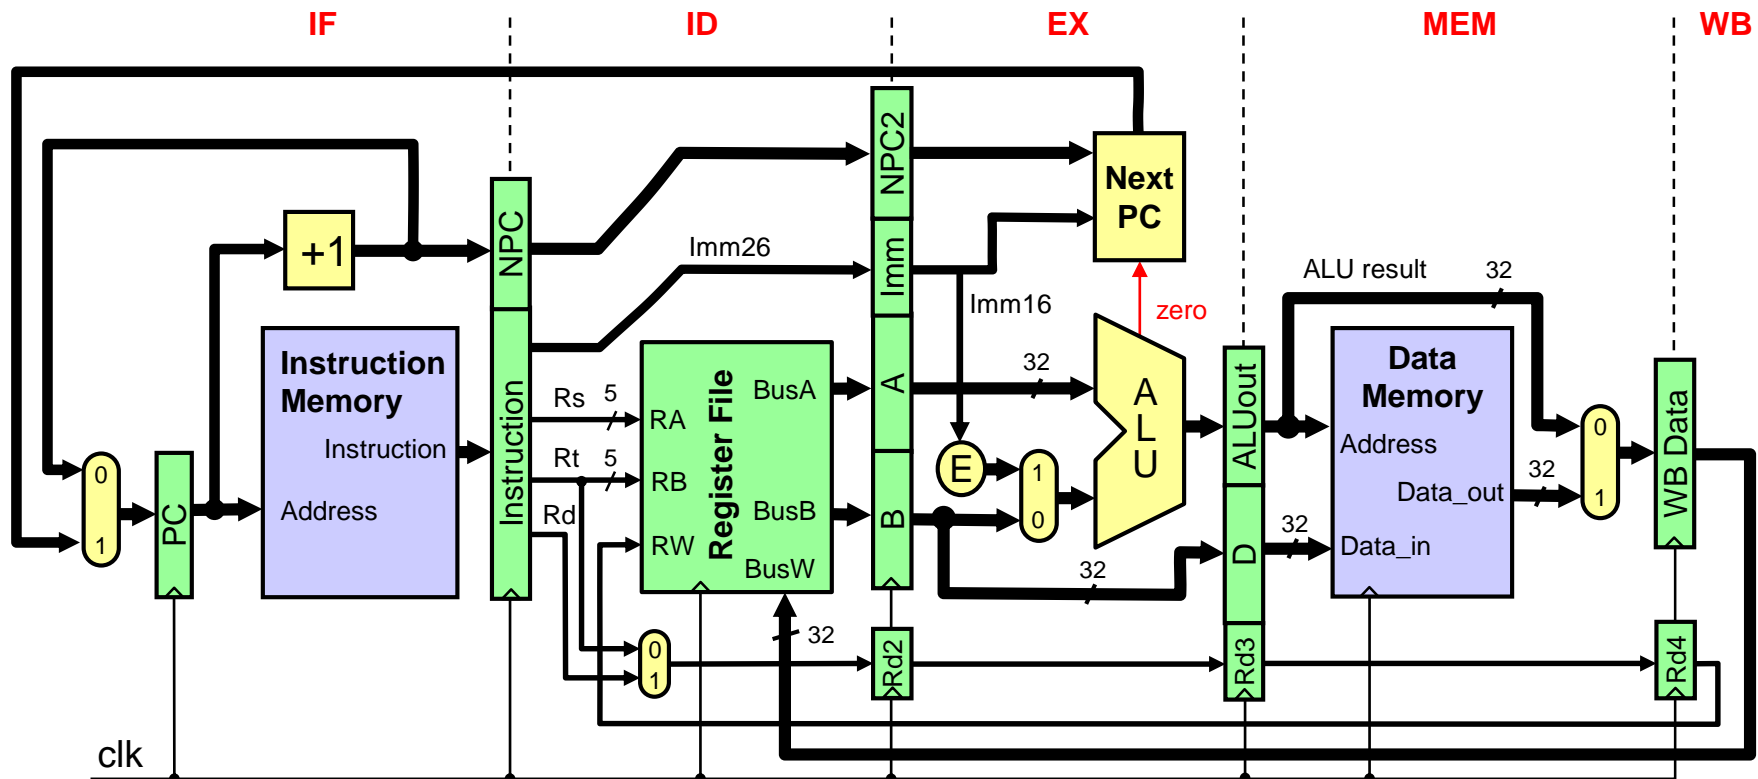 IF
ID
EX
MEM
WB
NPC2
Next
PC
+1
NPC
Imm26
Imm
Imm16
zero
ALU result
32
Instruction
Memory
Instruction
Address
Instruction
Rs
5
Rt
5
Rd
Register File
RA
RB
RW
BusA
BusB
BusW
A
B
32
A
L
U
E
1
0
32
ALUout
D
32
Data
Memory
Address
Data_out
Data_in
32
0
1
WB Data
0
1
PC
0
1
32
Rd2
Rd3
Rd4
clk